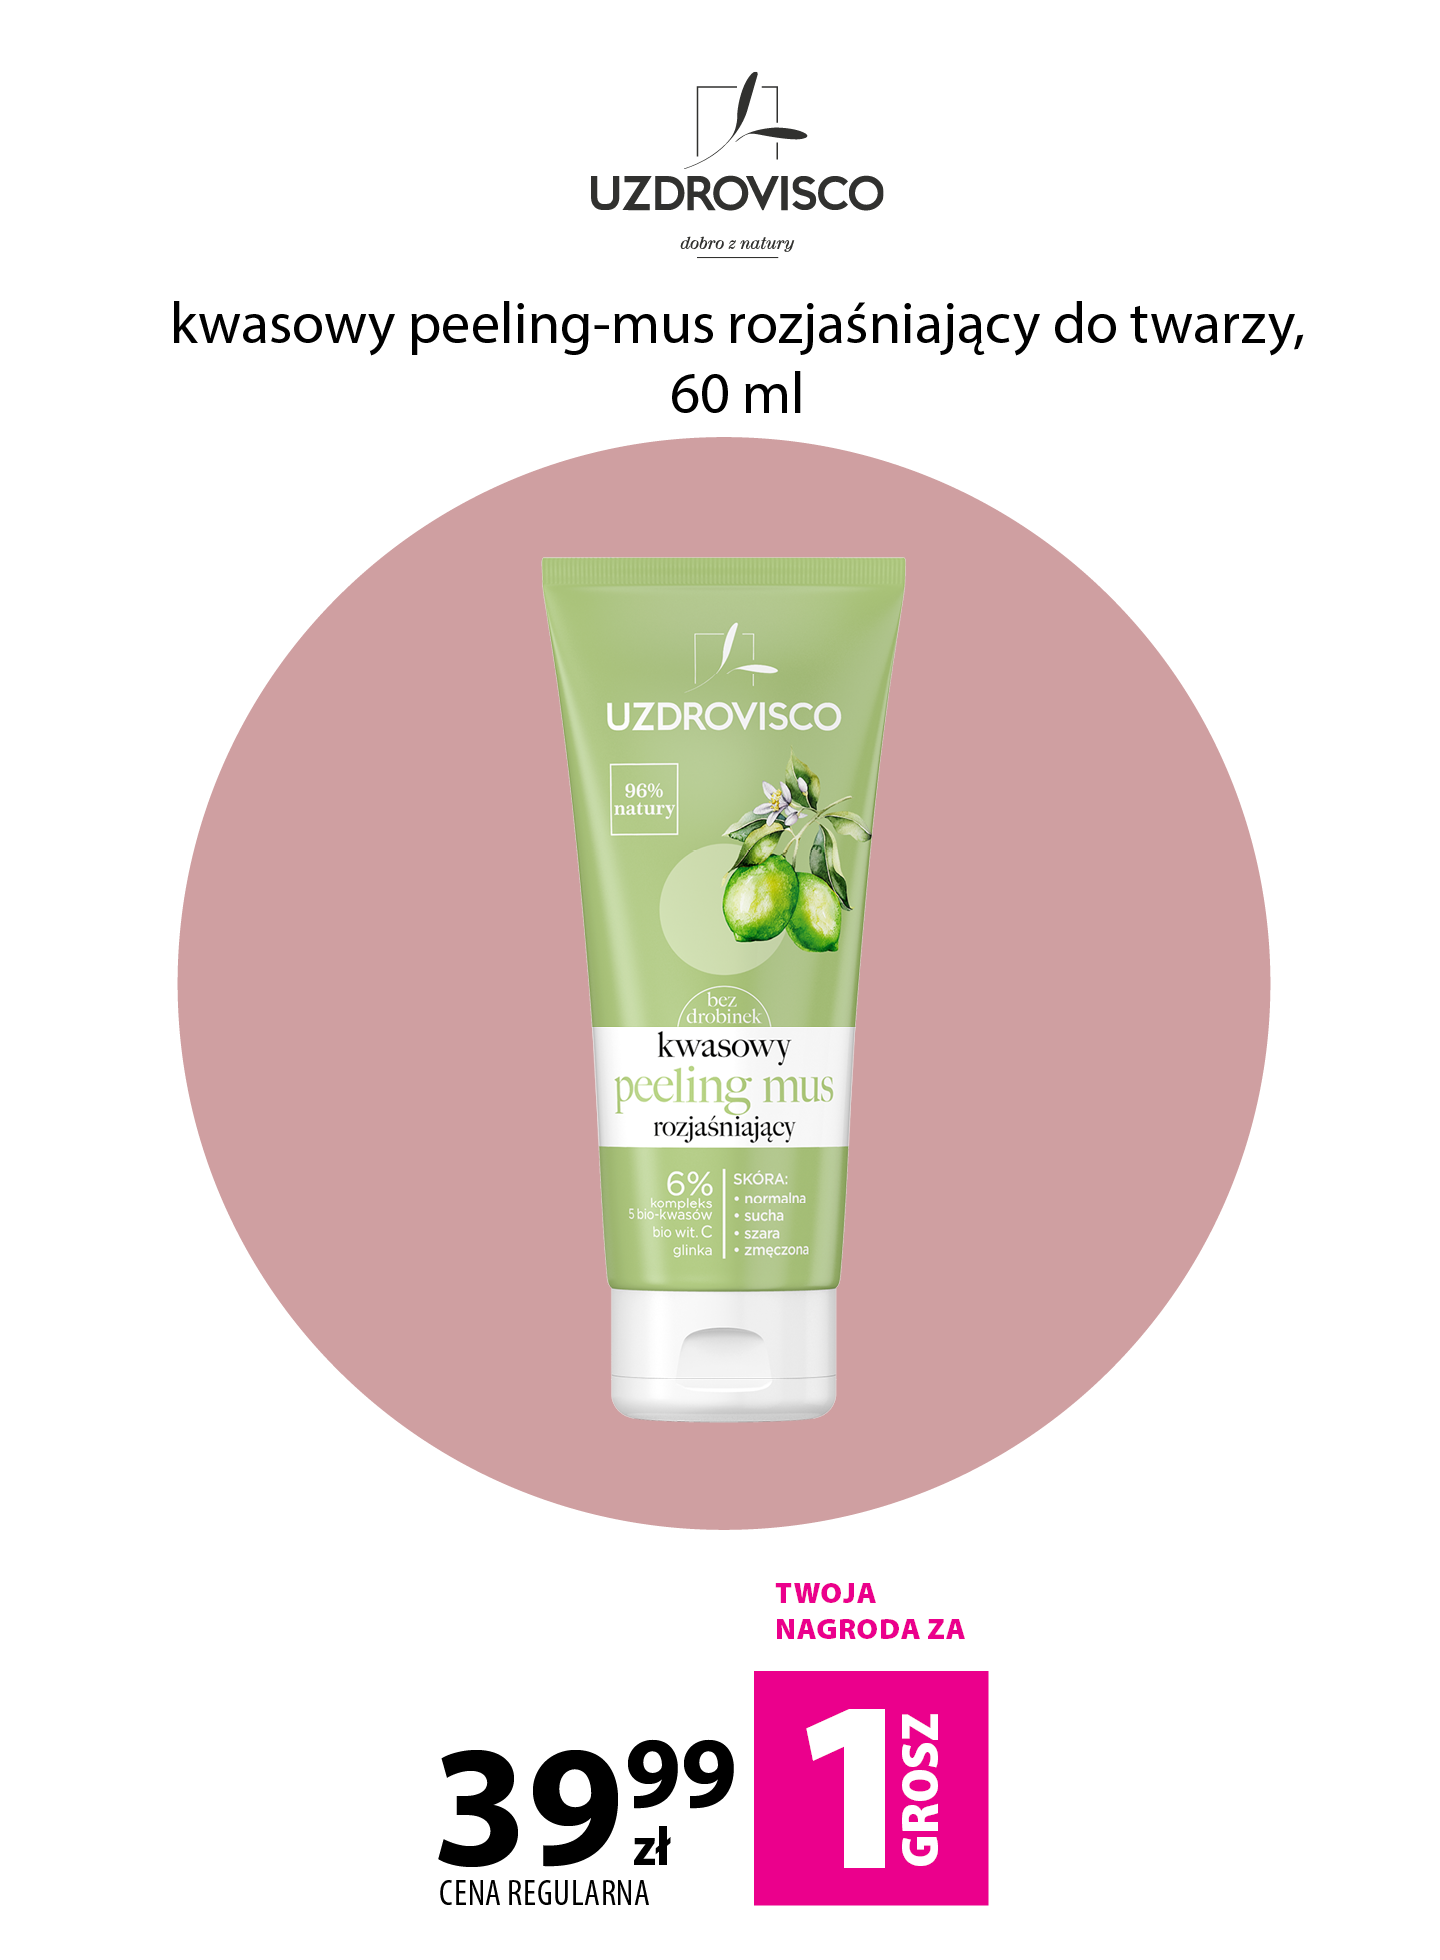 UZDROVISCO
dobro z natury
kwasowy peeling-mus rozjaśniający do twarzy,
60 ml
UZDROVISCO
96%
natury
bez
drobinek
kwasowy
peeling mus
rozjaśniający
6%
kompleks
5 bio-kwasów
bio wit. C
glinka
SKÓRA:
• normalna
• sucha
• szara
• zmęczona
TWOJA
NAGRODA ZA
39 99 zł
CENA REGULARNA
1 GROSZ